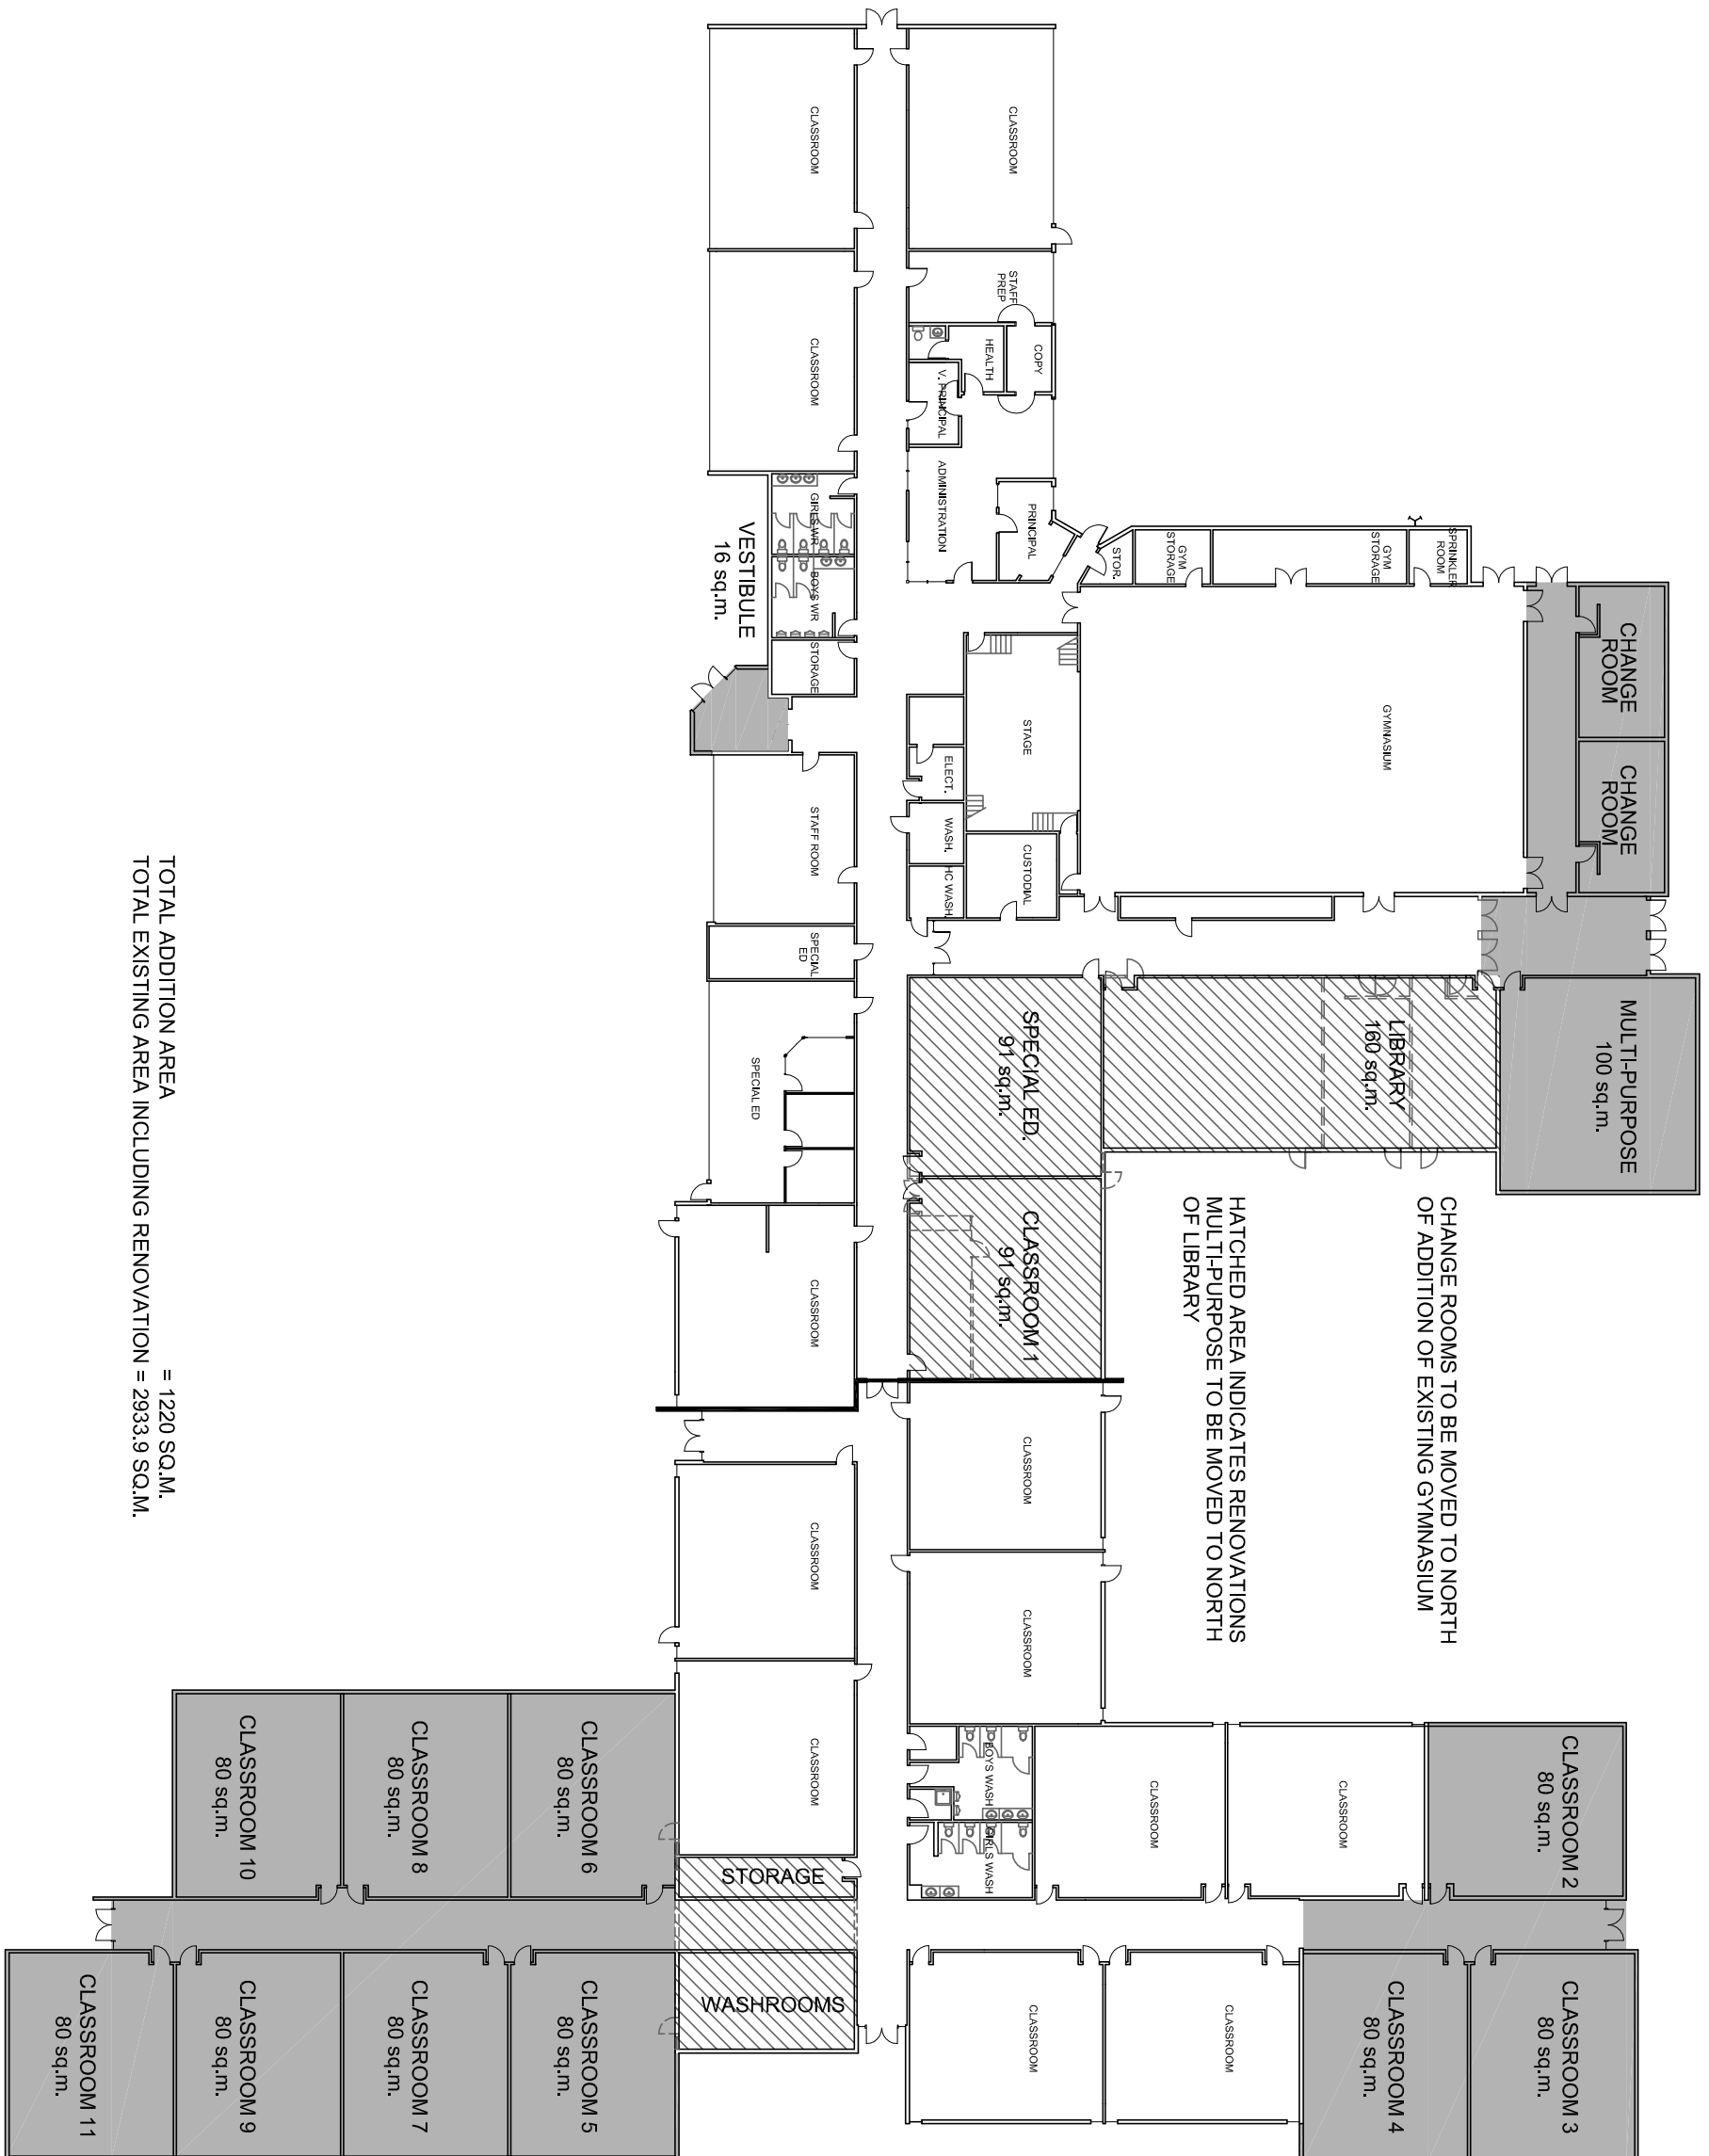 CHANGE
ROOM
CHANGE
ROOM
MULTI-PURPOSE
100 sq.m.
CLASSROOM 2
80 sq.m.
CLASSROOM 3
80 sq.m.
SPRINKLER
ROOM
GYM
STORAGE
GYM
STORAGE
STOR.
GYMNASIUM
LIBRARY
160 sq.m.
CHANGE ROOMS TO BE MOVED TO NORTH
OF ADDITION OF EXISTING GYMNASIUM
CLASSROOM
CLASSROOM 4
80 sq.m.
HATCHED AREA INDICATES RENOVATIONS
MULTI-PURPOSE TO BE MOVED TO NORTH
OF LIBRARY
CLASSROOM
CLASSROOM
CLASSROOM
CLASSROOM
STAFF
PREP
COPY
HEALTH
V. PRINCIPAL
ADMINISTRATION
PRINCIPAL
STAGE
CUSTODIAL
ELECT.
WASH.
HC WASH.
SPECIAL ED.
91 sq.m.
CLASSROOM 1
91 sq.m.
CLASSROOM
CLASSROOM
BOYS WASH
GIRLS WASH
CLASSROOM
CLASSROOM
CLASSROOM
GIRLS WR
BOYS WR
STORAGE
VESTIBULE
16 sq.m.
STAFF ROOM
SPECIAL
ED
SPECIAL ED
CLASSROOM
CLASSROOM
CLASSROOM
STORAGE
WASHROOMS
CLASSROOM 6
80 sq.m.
CLASSROOM 5
80 sq.m.
CLASSROOM 8
80 sq.m.
CLASSROOM 7
80 sq.m.
CLASSROOM 10
80 sq.m.
CLASSROOM 9
80 sq.m.
CLASSROOM 11
80 sq.m.
TOTAL ADDITION AREA = 1220 SQ.M.
TOTAL EXISTING AREA INCLUDING RENOVATION = 2933.9 SQ.M.